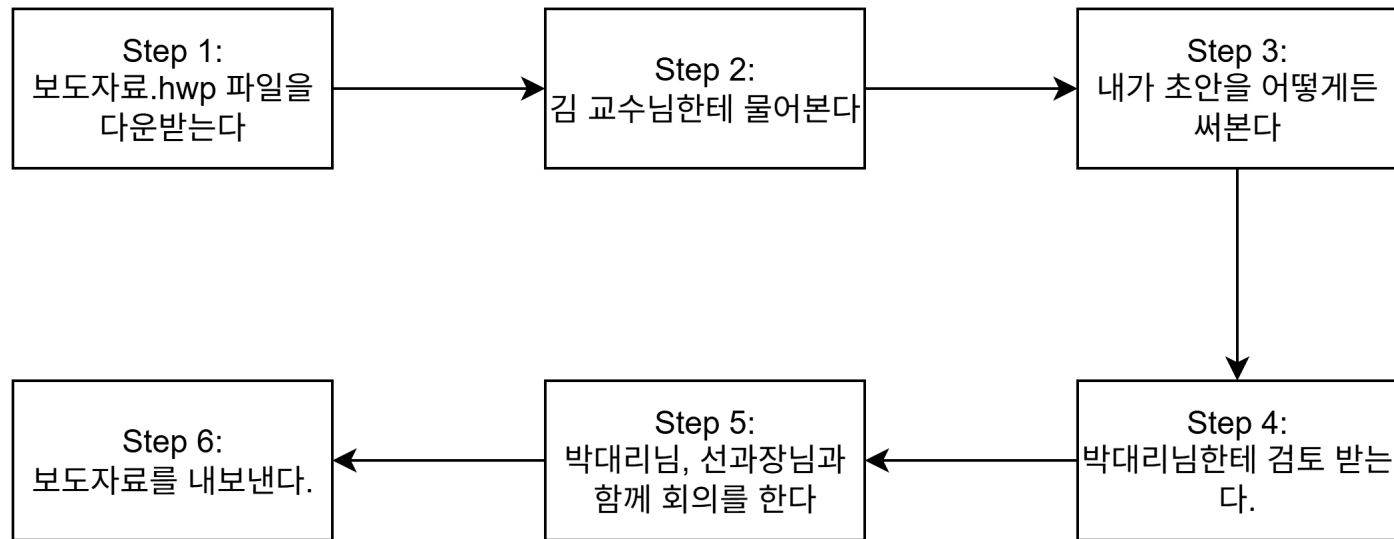 Step 1:
보도자료.hwp 파일을
다운받는다
Step 2:
김 교수님한테 물어본다
Step 3:
내가 초안을 어떻게든
써본다
Step 4:
박대리님한테 검토 받는
다.
Step 5:
박대리님, 선과장님과
함께 회의를 한다
Step 6:
보도자료를 내보낸다.